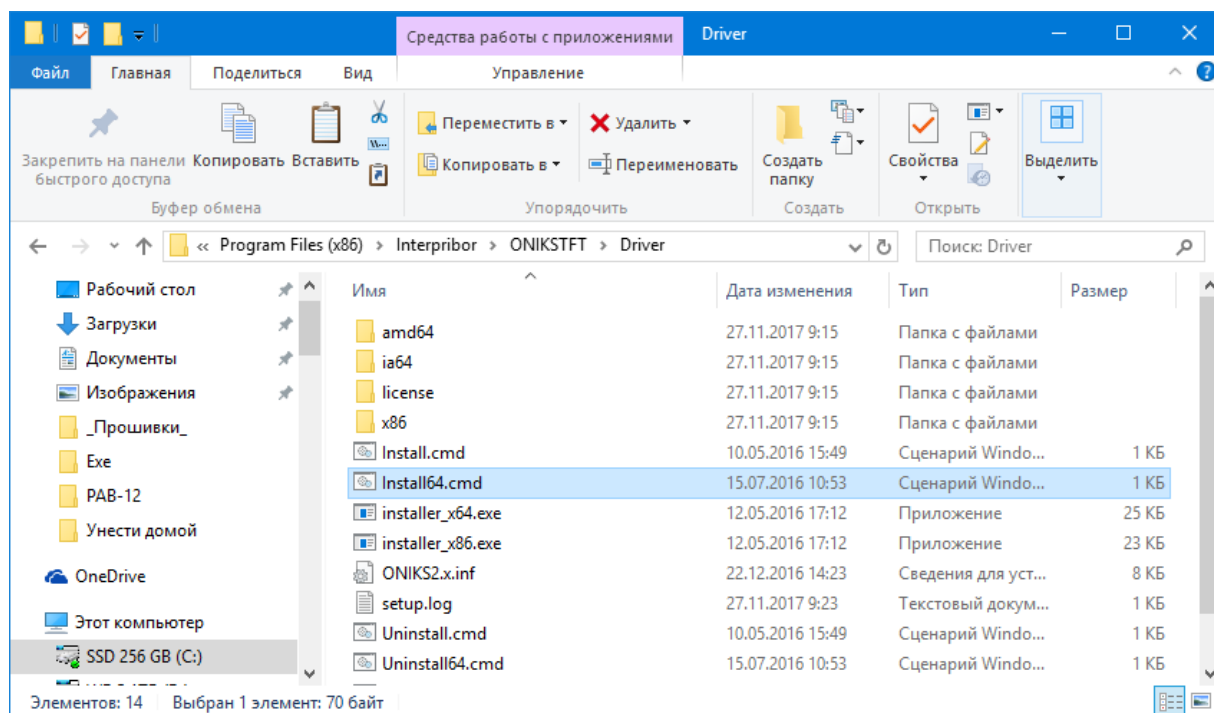 Средства работы с приложениями Driver
Файл Главная Поделиться Вид Управление
Закрепить на панели быстрого доступа
Копировать Вставить
Переместить в
Копировать в
Удалить
Переименовать
Создать папку
Свойства
Выделить
Буфер обмена Упорядочить Создать Открыть
« Program Files (x86) > Interpribor > ONIKSTFT > Driver Поиск: Driver
Рабочий стол
Загрузки
Документы
Изображения
_Прошивки_
Exe
PAB-12
Унести домой
OneDrive
Этот компьютер
SSD 256 GB (C:)
Имя Дата изменения Тип Размер
amd64 27.11.2017 9:15 Папка с файлами
ia64 27.11.2017 9:15 Папка с файлами
license 27.11.2017 9:15 Папка с файлами
x86 27.11.2017 9:15 Папка с файлами
Install.cmd 10.05.2016 15:49 Сценарий Windo... 1 КБ
Install64.cmd 15.07.2016 10:53 Сценарий Windo... 1 КБ
installer_x64.exe 12.05.2016 17:12 Приложение 25 КБ
installer_x86.exe 12.05.2016 17:12 Приложение 23 КБ
ONIKS2.x.inf 22.12.2016 14:23 Сведения для уст... 8 КБ
setup.log 27.11.2017 9:23 Текстовый докум... 1 КБ
Uninstall.cmd 10.05.2016 15:49 Сценарий Windo... 1 КБ
Uninstall64.cmd 15.07.2016 10:53 Сценарий Windo... 1 КБ
Элементов: 14 Выбран 1 элемент: 70 байт